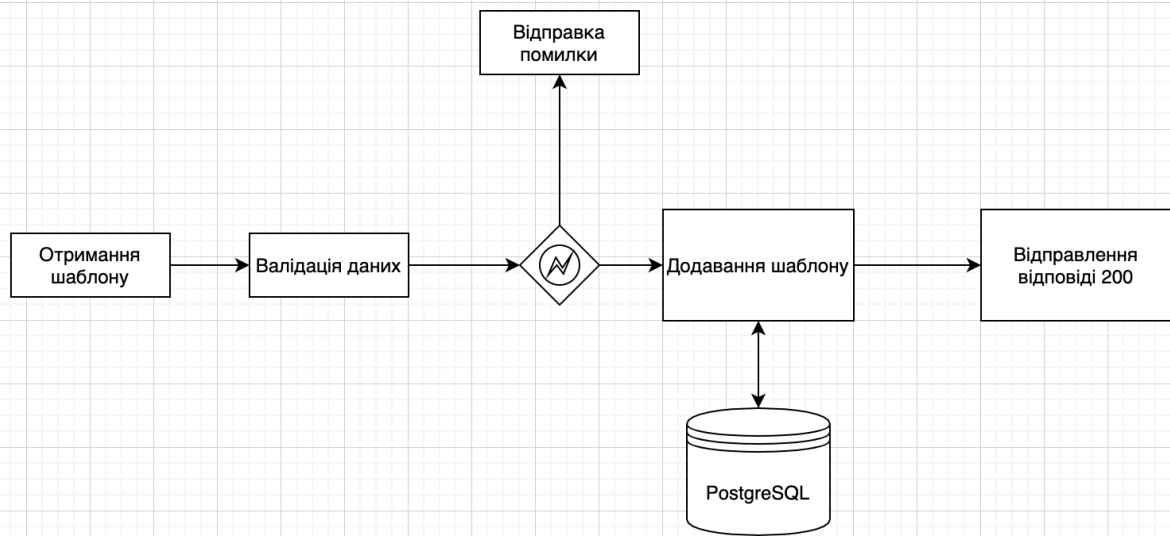 Відправка
помилки
Отримання
шаблону
Валідація даних
Додавання шаблону
Відправлення
відповіді 200
PostgreSQL